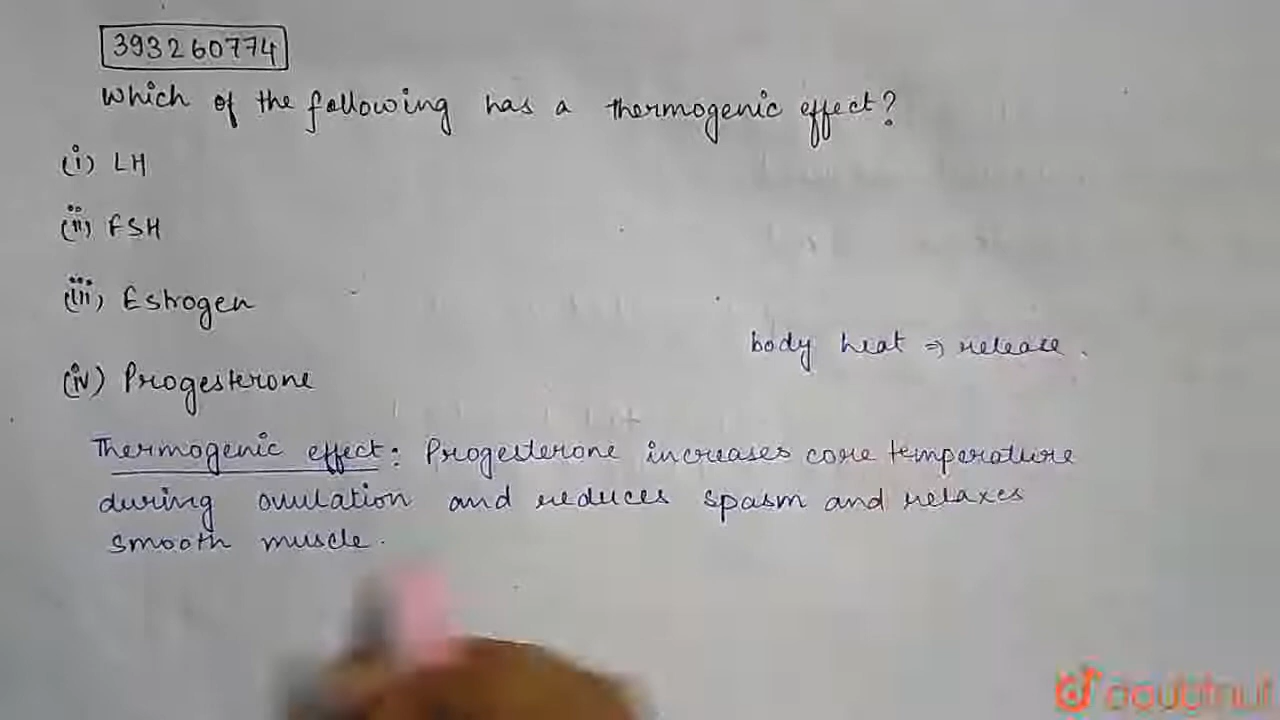 393260774
Which of the following has a thermogenic effect?
(i) LH
(ii) FSH
(iii) Estrogen
body heat ⇒ release.
(iv) Progesterone
Thermogenic effect: Progesterone increases core temperature
during ovulation and reduces spasm and relaxes
smooth muscle.
doubtnut